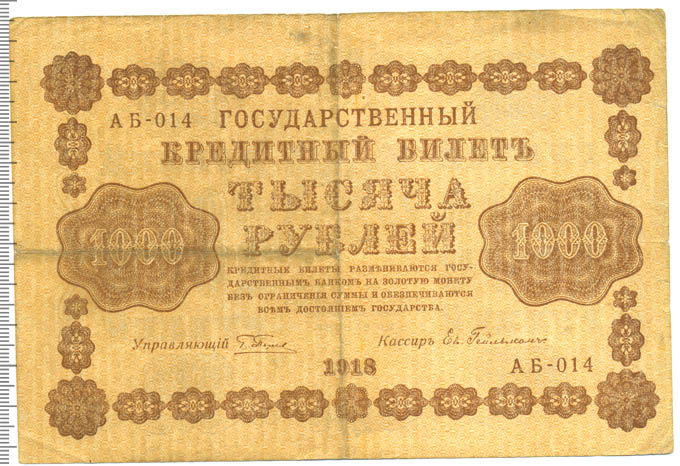 АБ-014 ГОСУДАРСТВЕННЫЙ
КРЕДИТНЫЙ БИЛЕТЪ
ТЫСЯЧА
РУБЛЕЙ
1000
1000
КРЕДИТНЫЕ БИЛЕТЫ РАЗМѢНИВАЮТСЯ ГОСУ-
ДАРСТВЕННЫМЪ БАНКОМЪ НА ЗОЛОТУЮ МОНЕТУ
БЕЗЪ ОГРАНИЧЕНІЯ СУММЫ И ОБЕЗПЕЧИВАЮТСЯ
ВСѢМЪ ДОСТОЯНІЕМЪ ГОСУДАРСТВА.
Управляющій
Кассиръ
1918
АБ-014